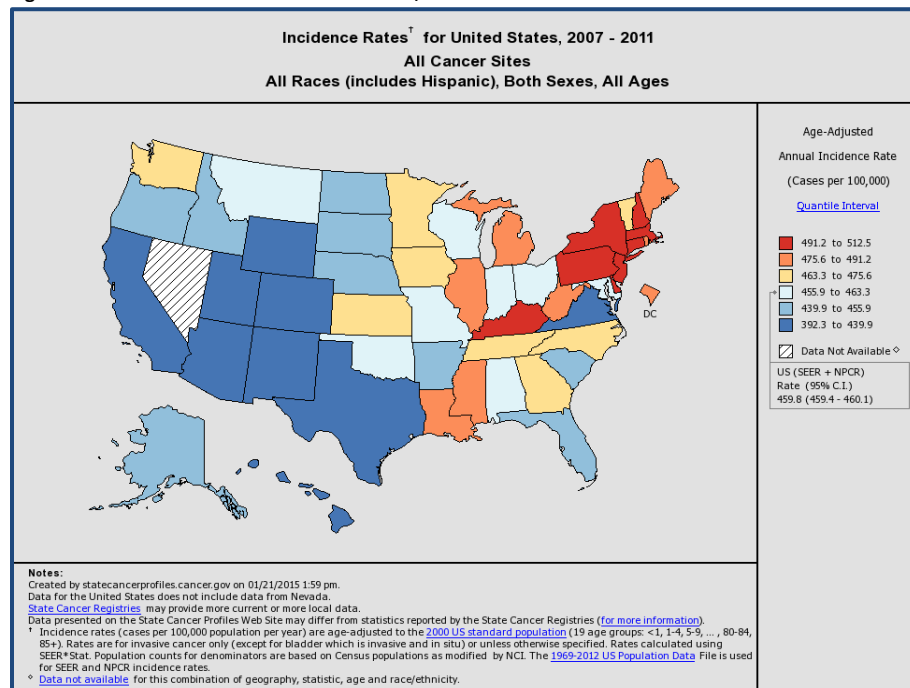 Incidence Rates† for United States, 2007 - 2011
All Cancer Sites
All Races (includes Hispanic), Both Sexes, All Ages
Age-Adjusted
Annual Incidence Rate
(Cases per 100,000)
Quantile Interval
491.2 to 512.5
475.6 to 491.2
463.3 to 475.6
455.9 to 463.3
439.9 to 455.9
392.3 to 439.9
Data Not Available ◇
US (SEER + NPCR)
Rate (95% C.I.)
459.8 (459.4 - 460.1)
DC
Notes:
Created by statecancerprofiles.cancer.gov on 01/21/2015 1:59 pm.
Data for the United States does not include data from Nevada.
State Cancer Registries may provide more current or more local data.
Data presented on the State Cancer Profiles Web Site may differ from statistics reported by the State Cancer Registries (for more information).
† Incidence rates (cases per 100,000 population per year) are age-adjusted to the 2000 US standard population (19 age groups: <1, 1-4, 5-9, ... , 80-84,
85+). Rates are for invasive cancer only (except for bladder which is invasive and in situ) or unless otherwise specified. Rates calculated using
SEER*Stat. Population counts for denominators are based on Census populations as modified by NCI. The 1969-2012 US Population Data File is used
for SEER and NPCR incidence rates.
◇ Data not available for this combination of geography, statistic, age and race/ethnicity.